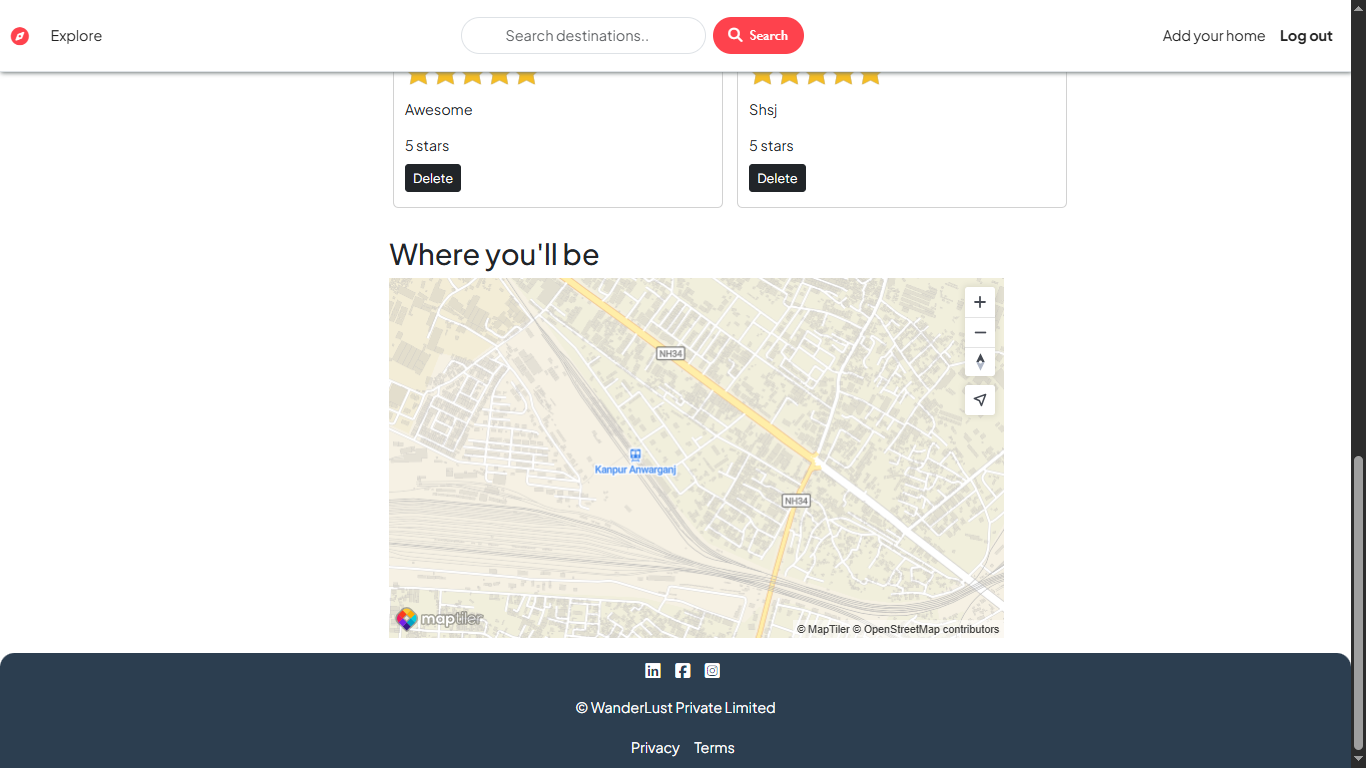 Explore
Search destinations..
Search
Add your home
Log out
Awesome
5 stars
Delete
Shsj
5 stars
Delete
Where you'll be
NH34
Kanpur Anwarganj
NH34
maptiler
© MapTiler © OpenStreetMap contributors
© WanderLust Private Limited
Privacy Terms